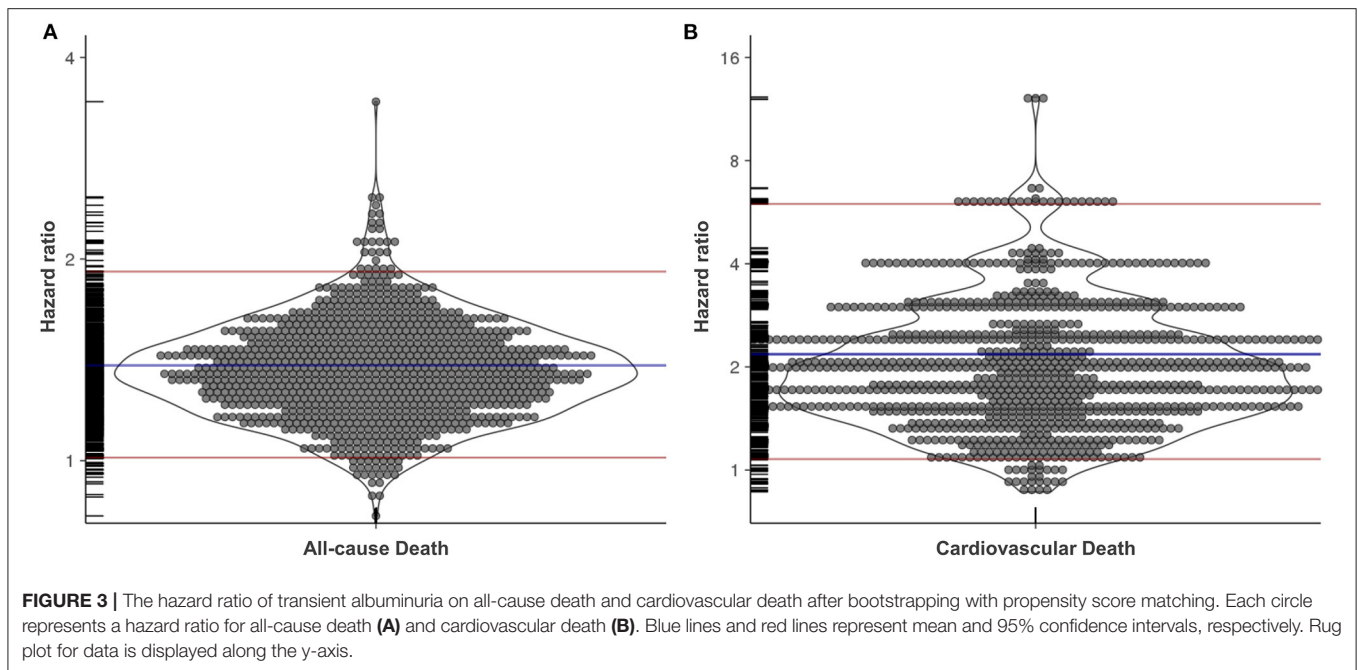 A
B
4
2
1
Hazard ratio
All-cause Death
16
8
4
2
1
Hazard ratio
Cardiovascular Death
FIGURE 3 | The hazard ratio of transient albuminuria on all-cause death and cardiovascular death after bootstrapping with propensity score matching. Each circle
represents a hazard ratio for all-cause death (A) and cardiovascular death (B). Blue lines and red lines represent mean and 95% confidence intervals, respectively. Rug
plot for data is displayed along the y-axis.